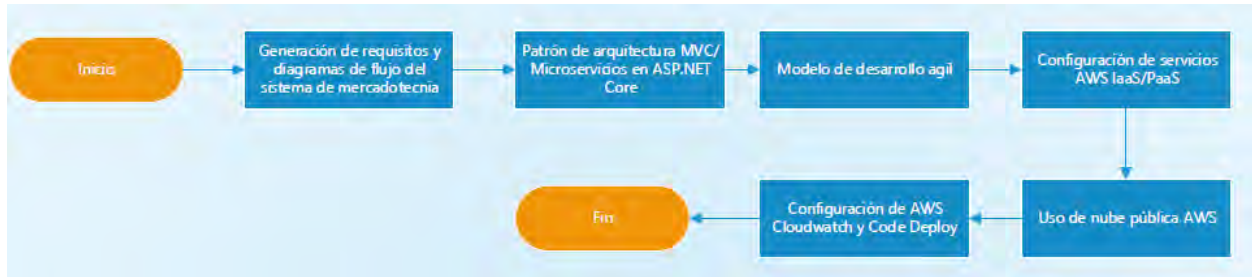 Inicio
Generación de requisitos y
diagramas de flujo del
sistema de mercadotecnia
Patrón de arquitectura MVC/
Microservicios en ASP.NET
Core
Modelo de desarrollo agil
Configuración de servicios
AWS IaaS/PaaS
Uso de nube pública AWS
Configuración de AWS
Cloudwatch y Code Deploy
Fin